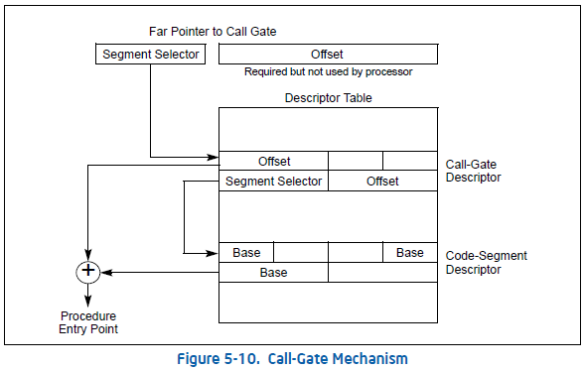 Far Pointer to Call Gate
Segment Selector Offset
Required but not used by processor
Descriptor Table
Offset
Call-Gate
Descriptor
Segment Selector Offset
Base Base
Code-Segment
Descriptor
Base
+
Procedure
Entry Point
Figure 5-10. Call-Gate Mechanism